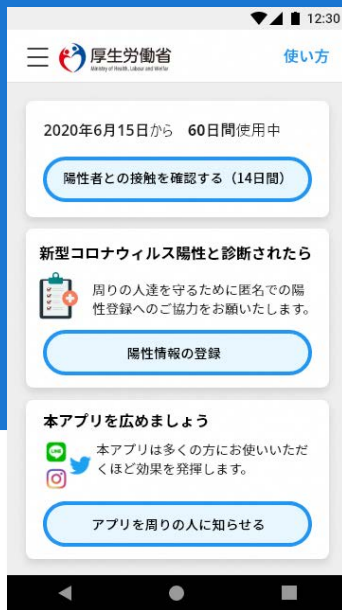 12:30
厚生労働省
Ministry of Health, Labour and Welfare
使い方
2020年6月15日から 60日間使用中
陽性者との接触を確認する（14日間）
新型コロナウィルス陽性と診断されたら
周りの人達を守るために匿名での陽
性登録へのご協力をお願いたします。
陽性情報の登録
本アプリを広めましょう
本アプリは多くの方にお使いいただ
くほど効果を発揮します。
アプリを周りの人に知らせる